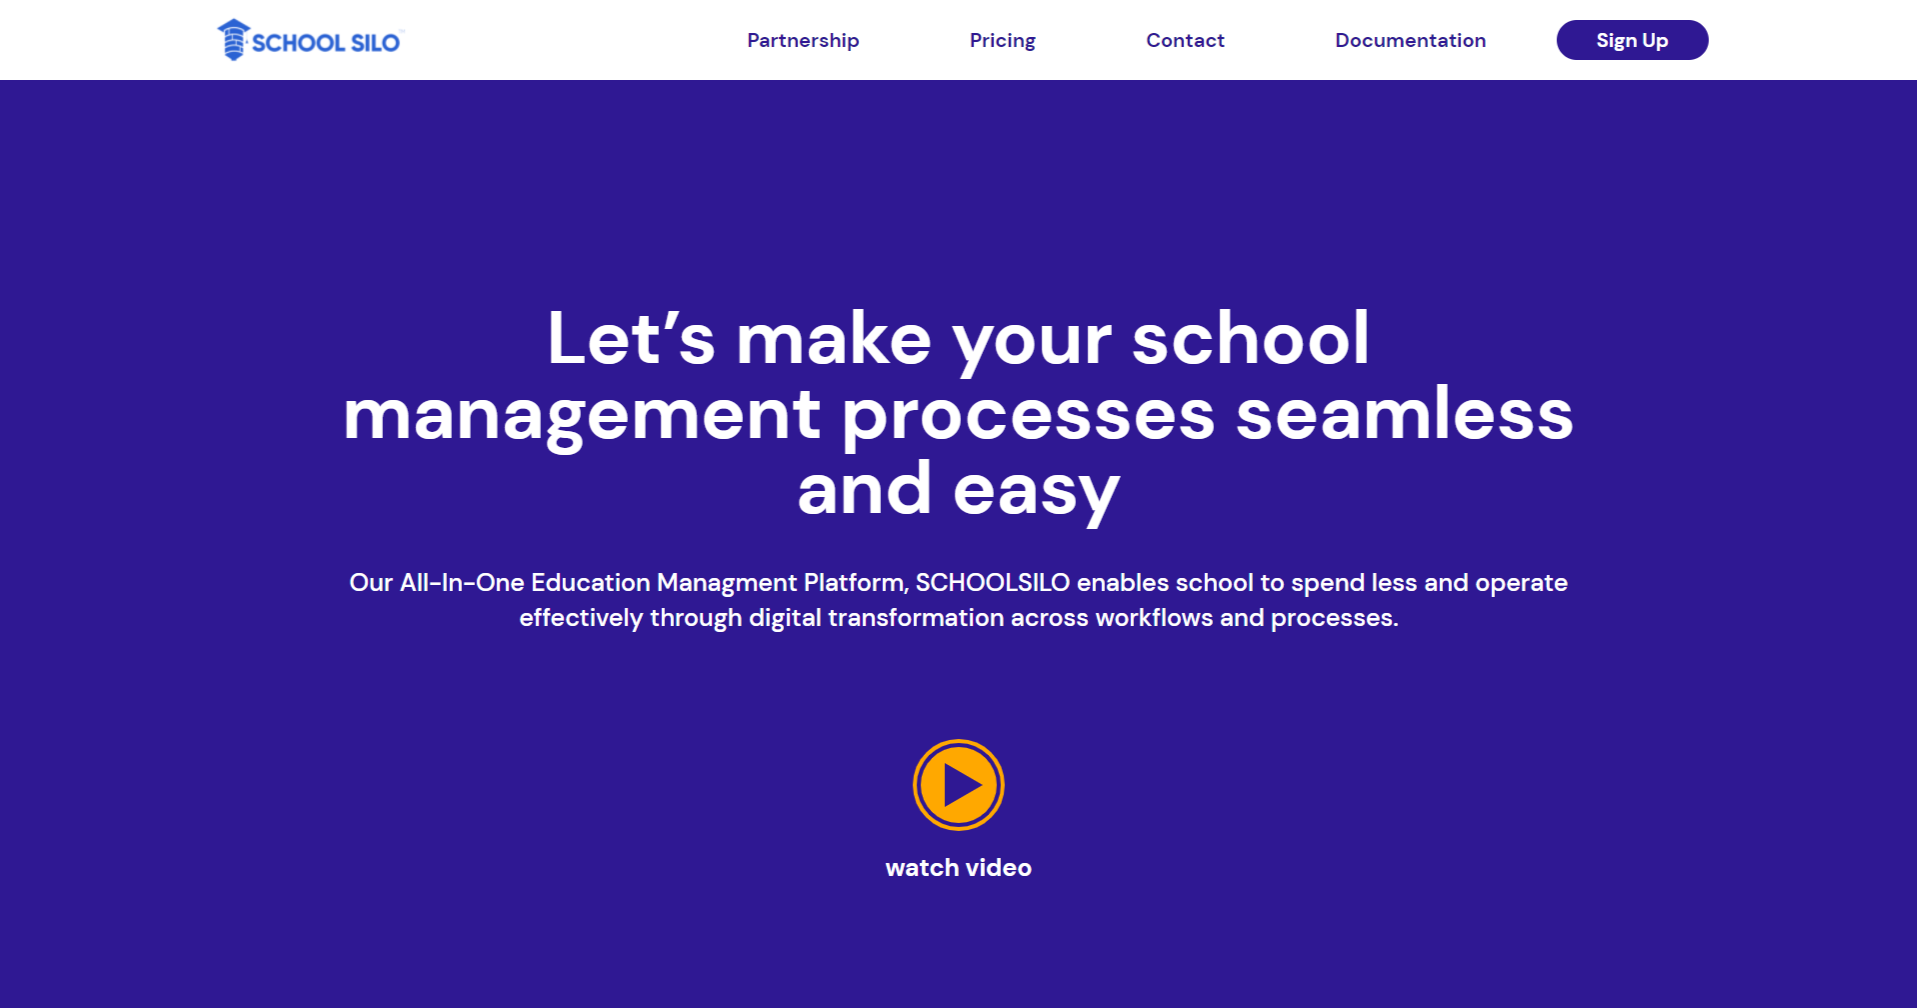 SCHOOL SILO
Partnership
Pricing
Contact
Documentation
Sign Up
Let’s make your school
management processes seamless
and easy
Our All-In-One Education Managment Platform, SCHOOLSILO enables school to spend less and operate
effectively through digital transformation across workflows and processes.
watch video